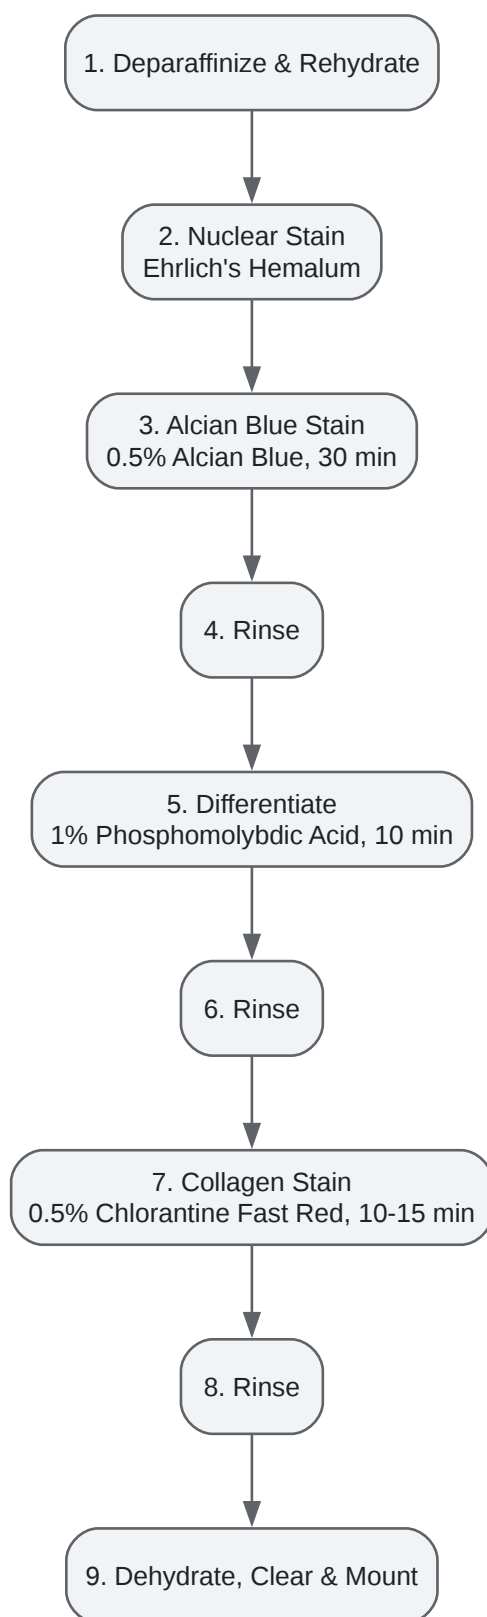 1. Deparaffinize & Rehydrate
2. Nuclear Stain
Ehrlich's Hemalum
3. Alcian Blue Stain
0.5% Alcian Blue, 30 min
4. Rinse
5. Differentiate
1% Phosphomolybdic Acid, 10 min
6. Rinse
7. Collagen Stain
0.5% Chlorantine Fast Red, 10-15 min
8. Rinse
9. Dehydrate, Clear & Mount